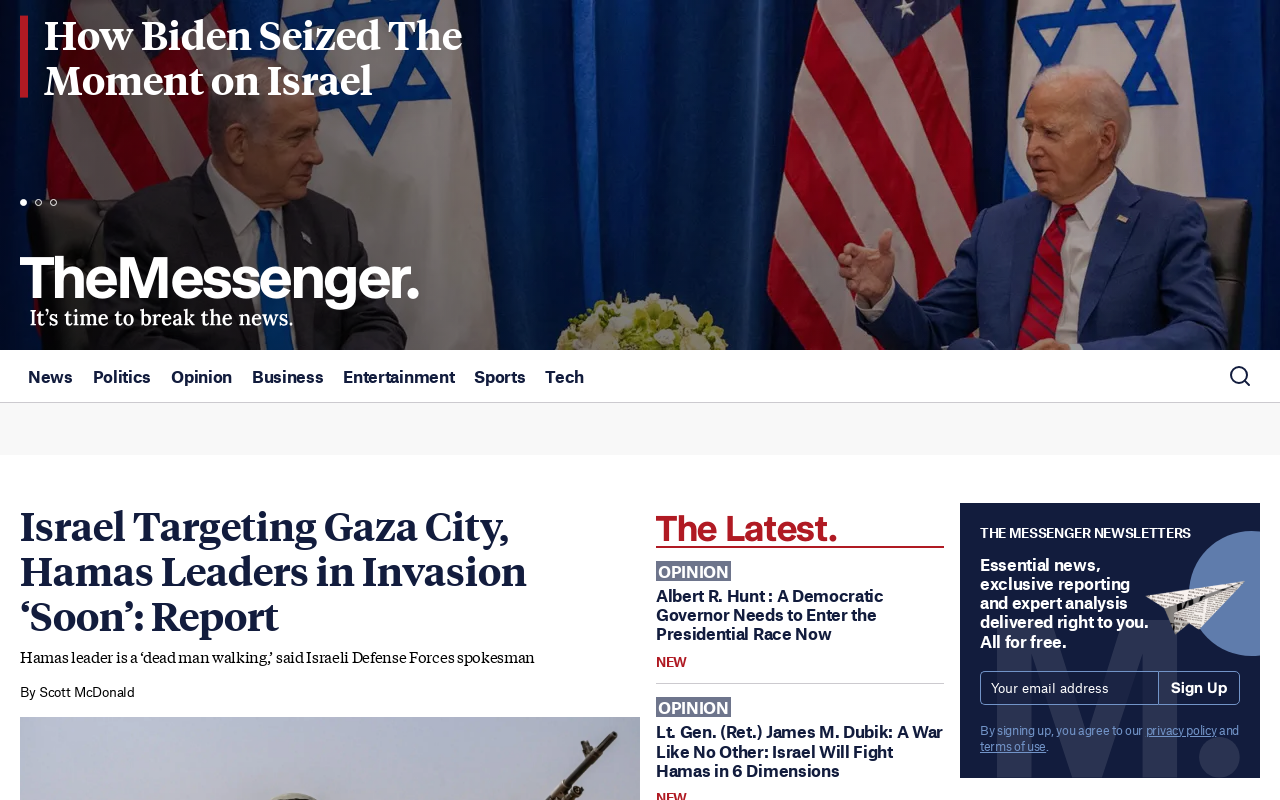 How Biden Seized The
Moment on Israel
TheMessenger.
It's time to break the news.
News Politics Opinion Business Entertainment Sports Tech
Israel Targeting Gaza City,
Hamas Leaders in Invasion
‘Soon’: Report
Hamas leader is a ‘dead man walking,’ said Israeli Defense Forces spokesman
By Scott McDonald
The Latest.
OPINION
Albert R. Hunt : A Democratic
Governor Needs to Enter the
Presidential Race Now
NEW
OPINION
Lt. Gen. (Ret.) James M. Dubik: A War
Like No Other: Israel Will Fight
Hamas in 6 Dimensions
NEW
THE MESSENGER NEWSLETTERS
Essential news,
exclusive reporting
and expert analysis
delivered right to you.
All for free.
Your email address Sign Up
By signing up, you agree to our privacy policy and
terms of use.
M.